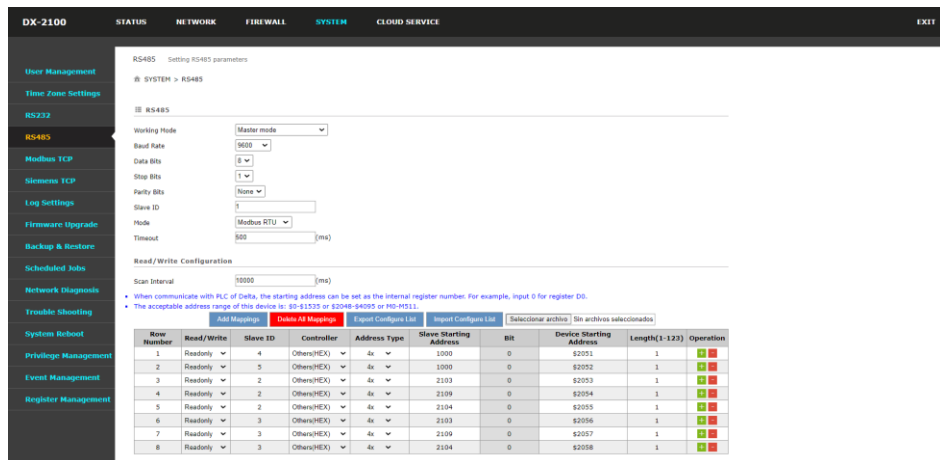 DX-2100 STATUS NETWORK FIREWALL SYSTEM CLOUD SERVICE EXIT
User Management
Time Zone Settings
RS232
RS485
Modbus TCP
Siemens TCP
Log Settings
Firmware Upgrade
Backup & Restore
Scheduled Jobs
Network Diagnosis
Trouble Shooting
System Reboot
Privilege Management
Event Management
Register Management
RS485 Setting RS485 parameters
SYSTEM > RS485
RS485
Working Mode Master mode
Baud Rate 9600
Data Bits 8
Stop Bits 1
Parity Bits None
Slave ID 1
Mode Modbus RTU
Timeout 500 (ms)
Read/Write Configuration
Scan Interval 10000 (ms)
• When communicate with PLC of Delta, the starting address can be set as the internal register number. For example, input 0 for register D0.
• The acceptable address range of this device is: $0-$1535 or $2048-$4095 or M0-M511.
Add Mappings Delete All Mappings Export Configure List Import Configure List Seleccionar archivo Sin archivos seleccionados
Row Number Read/Write Slave ID Controller Address Type Slave Starting Address Bit Device Starting Address Length(1-123) Operation
1 Readonly 4 Others(HEX) 4x 1000 0 $2051 1 + -
2 Readonly 5 Others(HEX) 4x 1000 0 $2052 1 + -
3 Readonly 2 Others(HEX) 4x 2103 0 $2053 1 + -
4 Readonly 2 Others(HEX) 4x 2109 0 $2054 1 + -
5 Readonly 2 Others(HEX) 4x 2104 0 $2055 1 + -
6 Readonly 3 Others(HEX) 4x 2103 0 $2056 1 + -
7 Readonly 3 Others(HEX) 4x 2109 0 $2057 1 + -
8 Readonly 3 Others(HEX) 4x 2104 0 $2058 1 + -